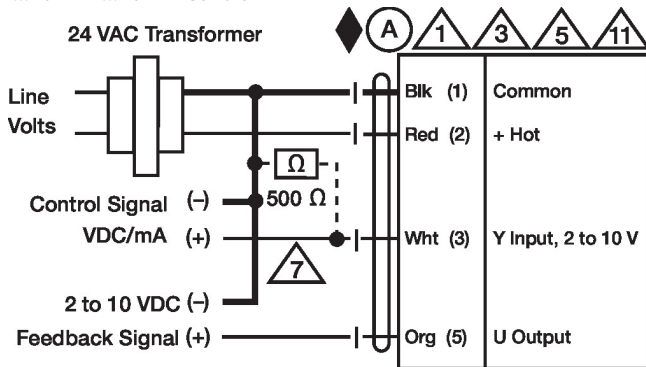 24 VAC Transformer
A 1 3 5 11
Line
Volts
Blk (1) Common
Red (2) + Hot
Ω
500 Ω
Control Signal (-)
VDC/mA (+)
Wht (3) Y Input, 2 to 10 V
7
2 to 10 VDC (-)
Feedback Signal (+)
Org (5) U Output